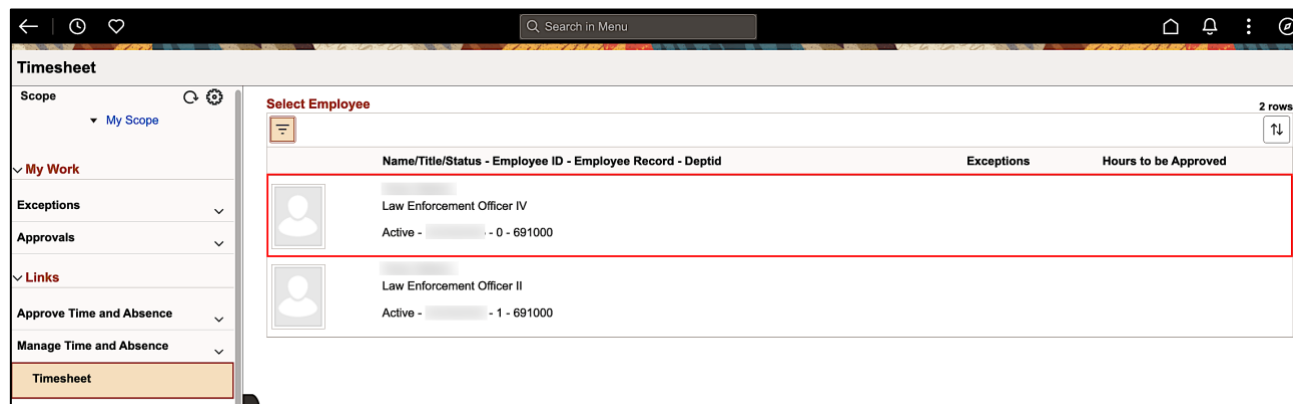 Search in Menu
Timesheet
Scope
My Scope
My Work
Exceptions
Approvals
Links
Approve Time and Absence
Manage Time and Absence
Timesheet
Select Employee
2 rows
Name/Title/Status - Employee ID - Employee Record - Deptid Exceptions Hours to be Approved
Law Enforcement Officer IV
Active - - 0 - 691000
Law Enforcement Officer II
Active - - 1 - 691000